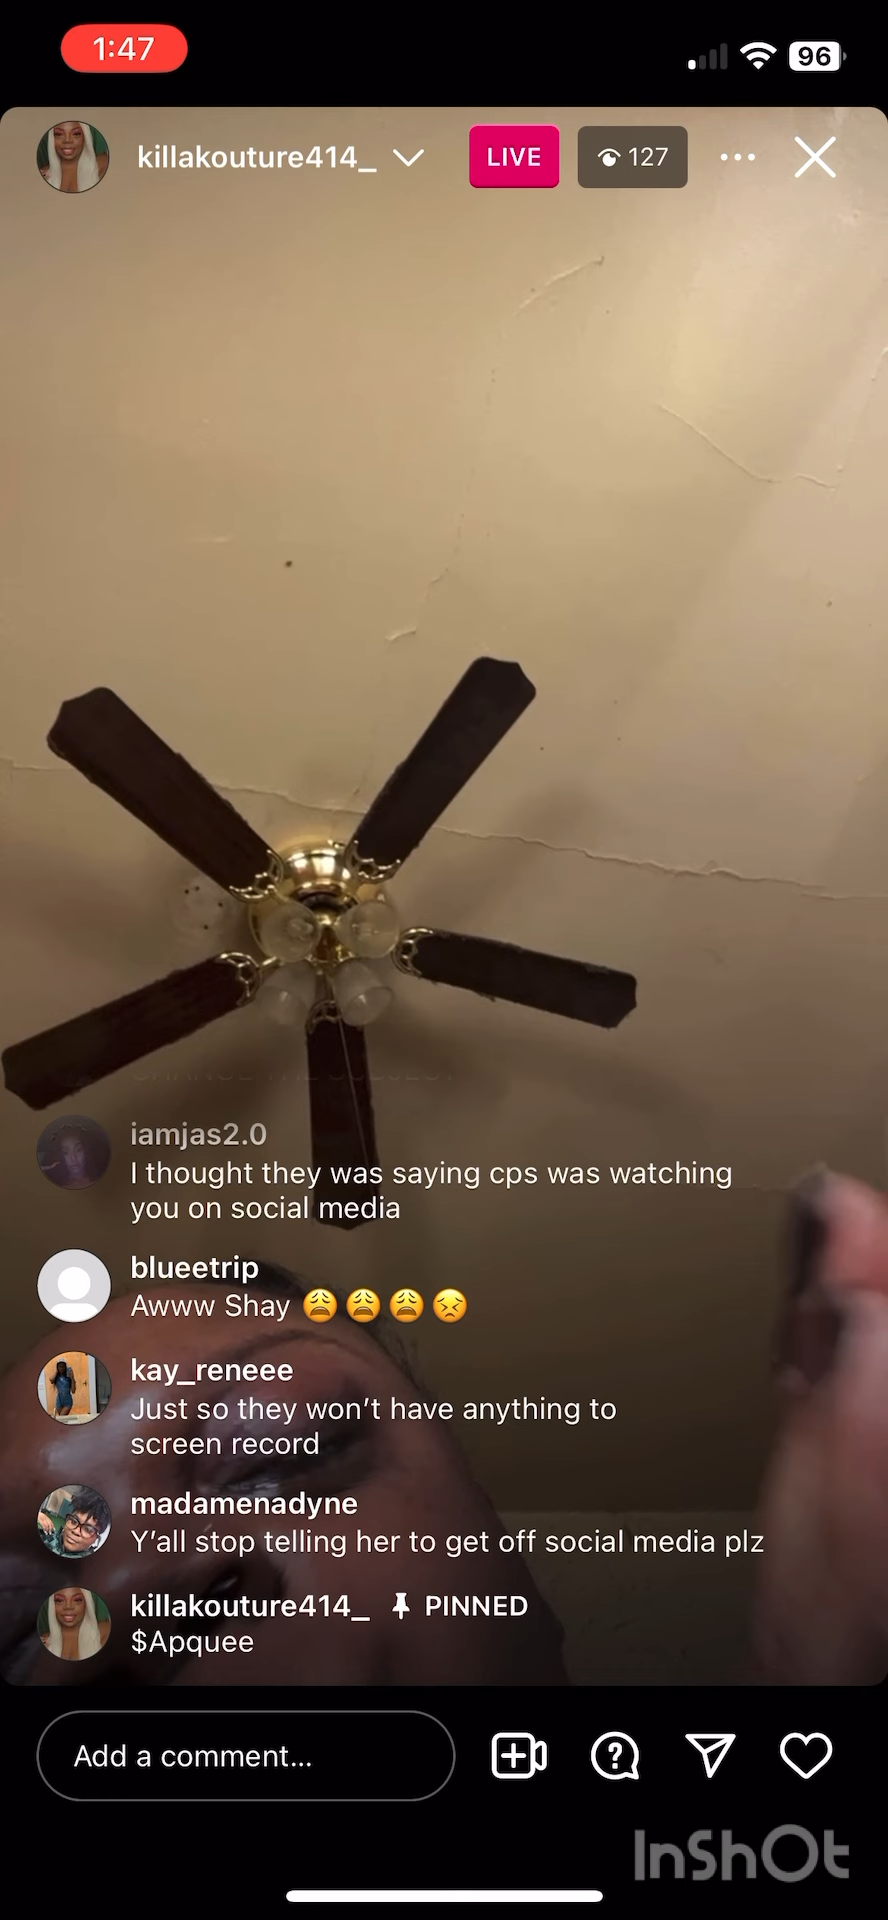 1:47
96
killakouture414_
LIVE
127
iamjas2.0
I thought they was saying cps was watching
you on social media
blueetrip
Awww Shay 😩😩😩😣
kay_reneee
Just so they won’t have anything to
screen record
madamenadyne
Y’all stop telling her to get off social media plz
killakouture414_ PINNED
$Apquee
Add a comment...
InShOt